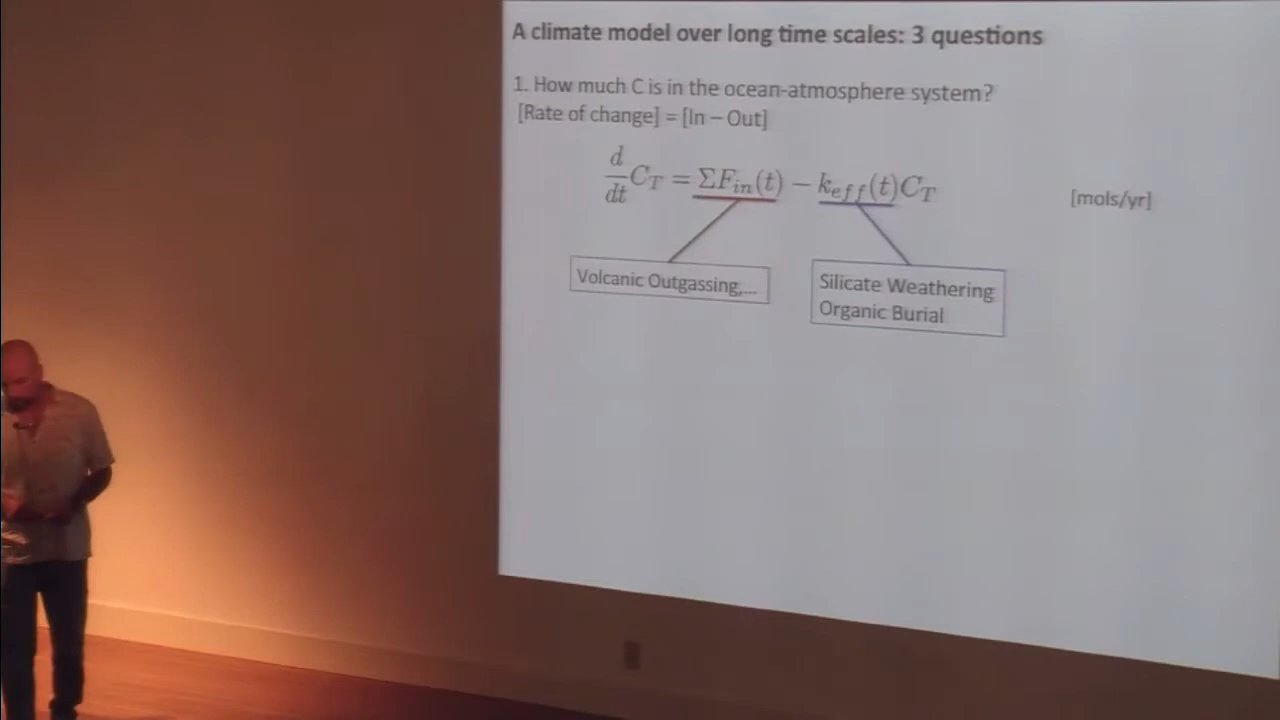 A climate model over long time scales: 3 questions
1. How much C is in the ocean-atmosphere system?
[Rate of change] = [In – Out]
d/dt C_T = ΣF_in(t) − k_eff(t)C_T [mols/yr]
Volcanic Outgassing,...
Silicate Weathering
Organic Burial